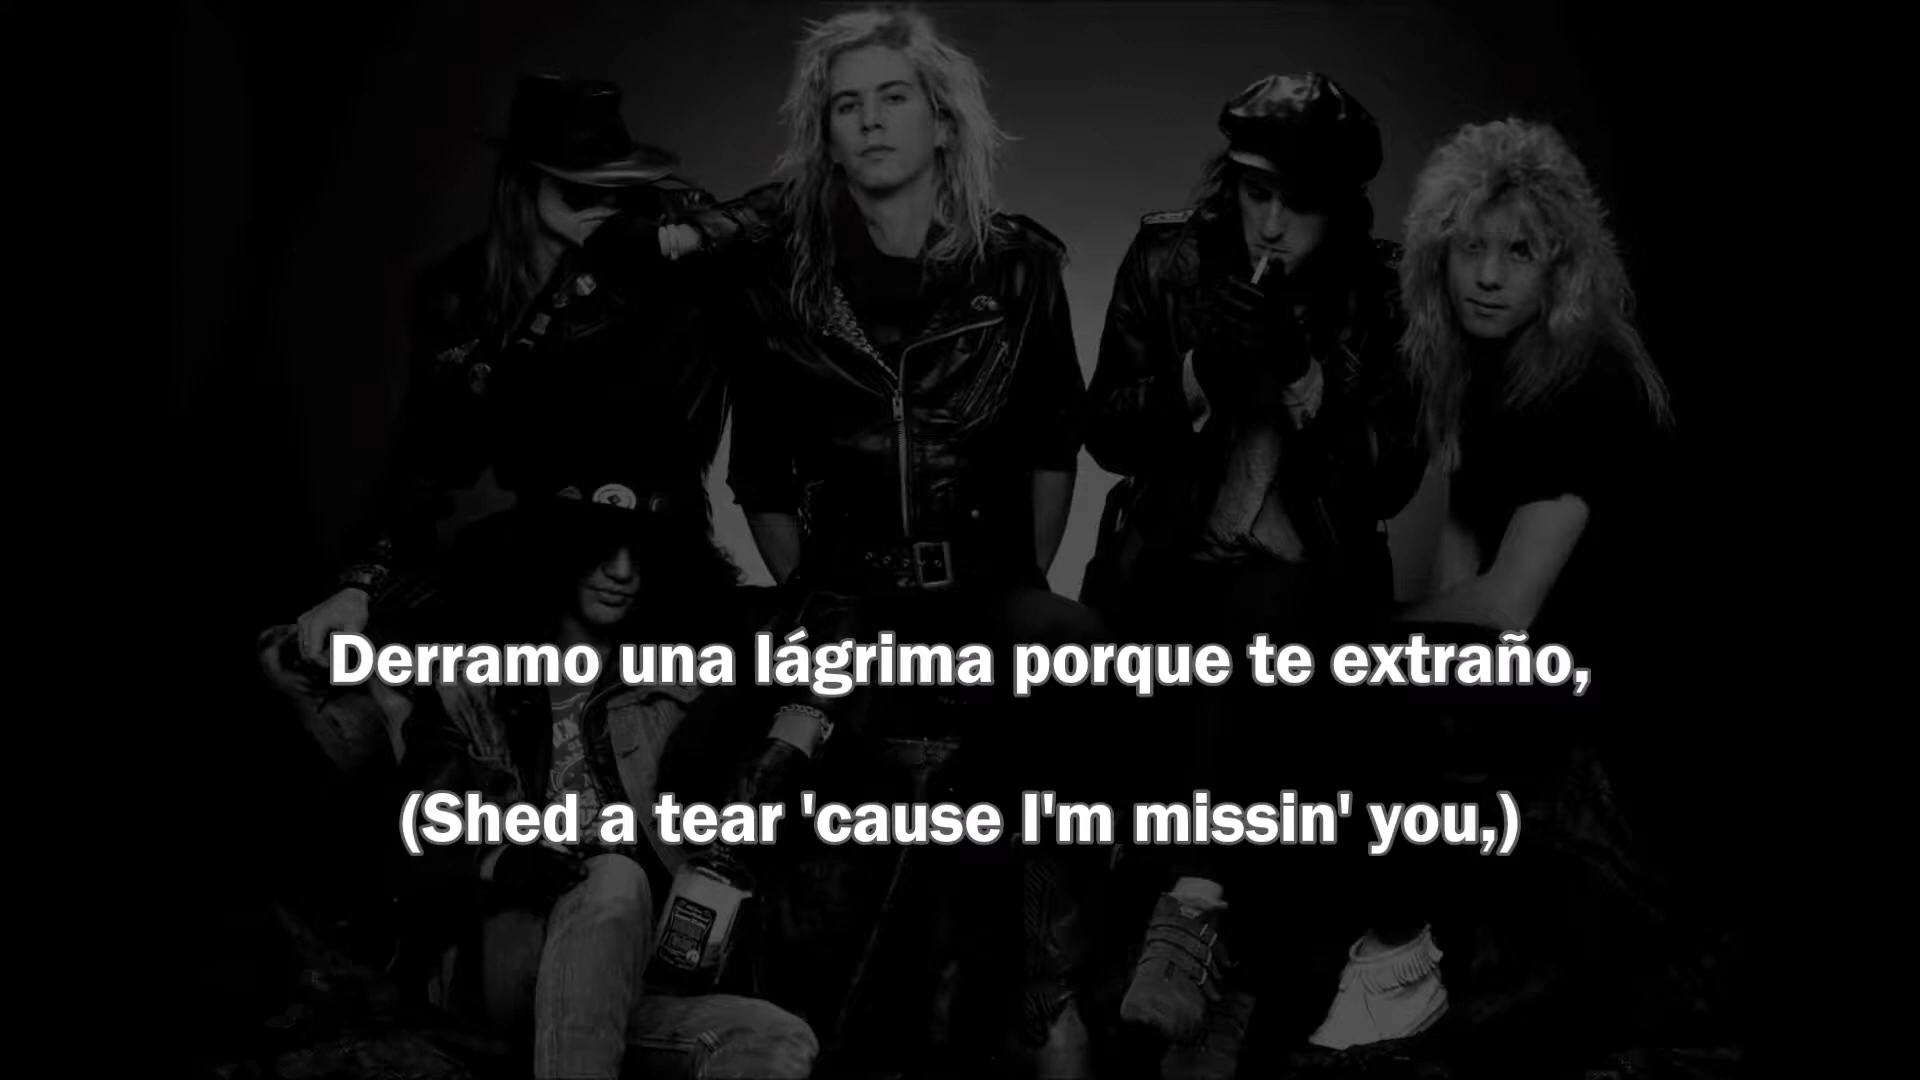 Derramo una lágrima porque te extraño,
(Shed a tear 'cause I'm missin' you,)